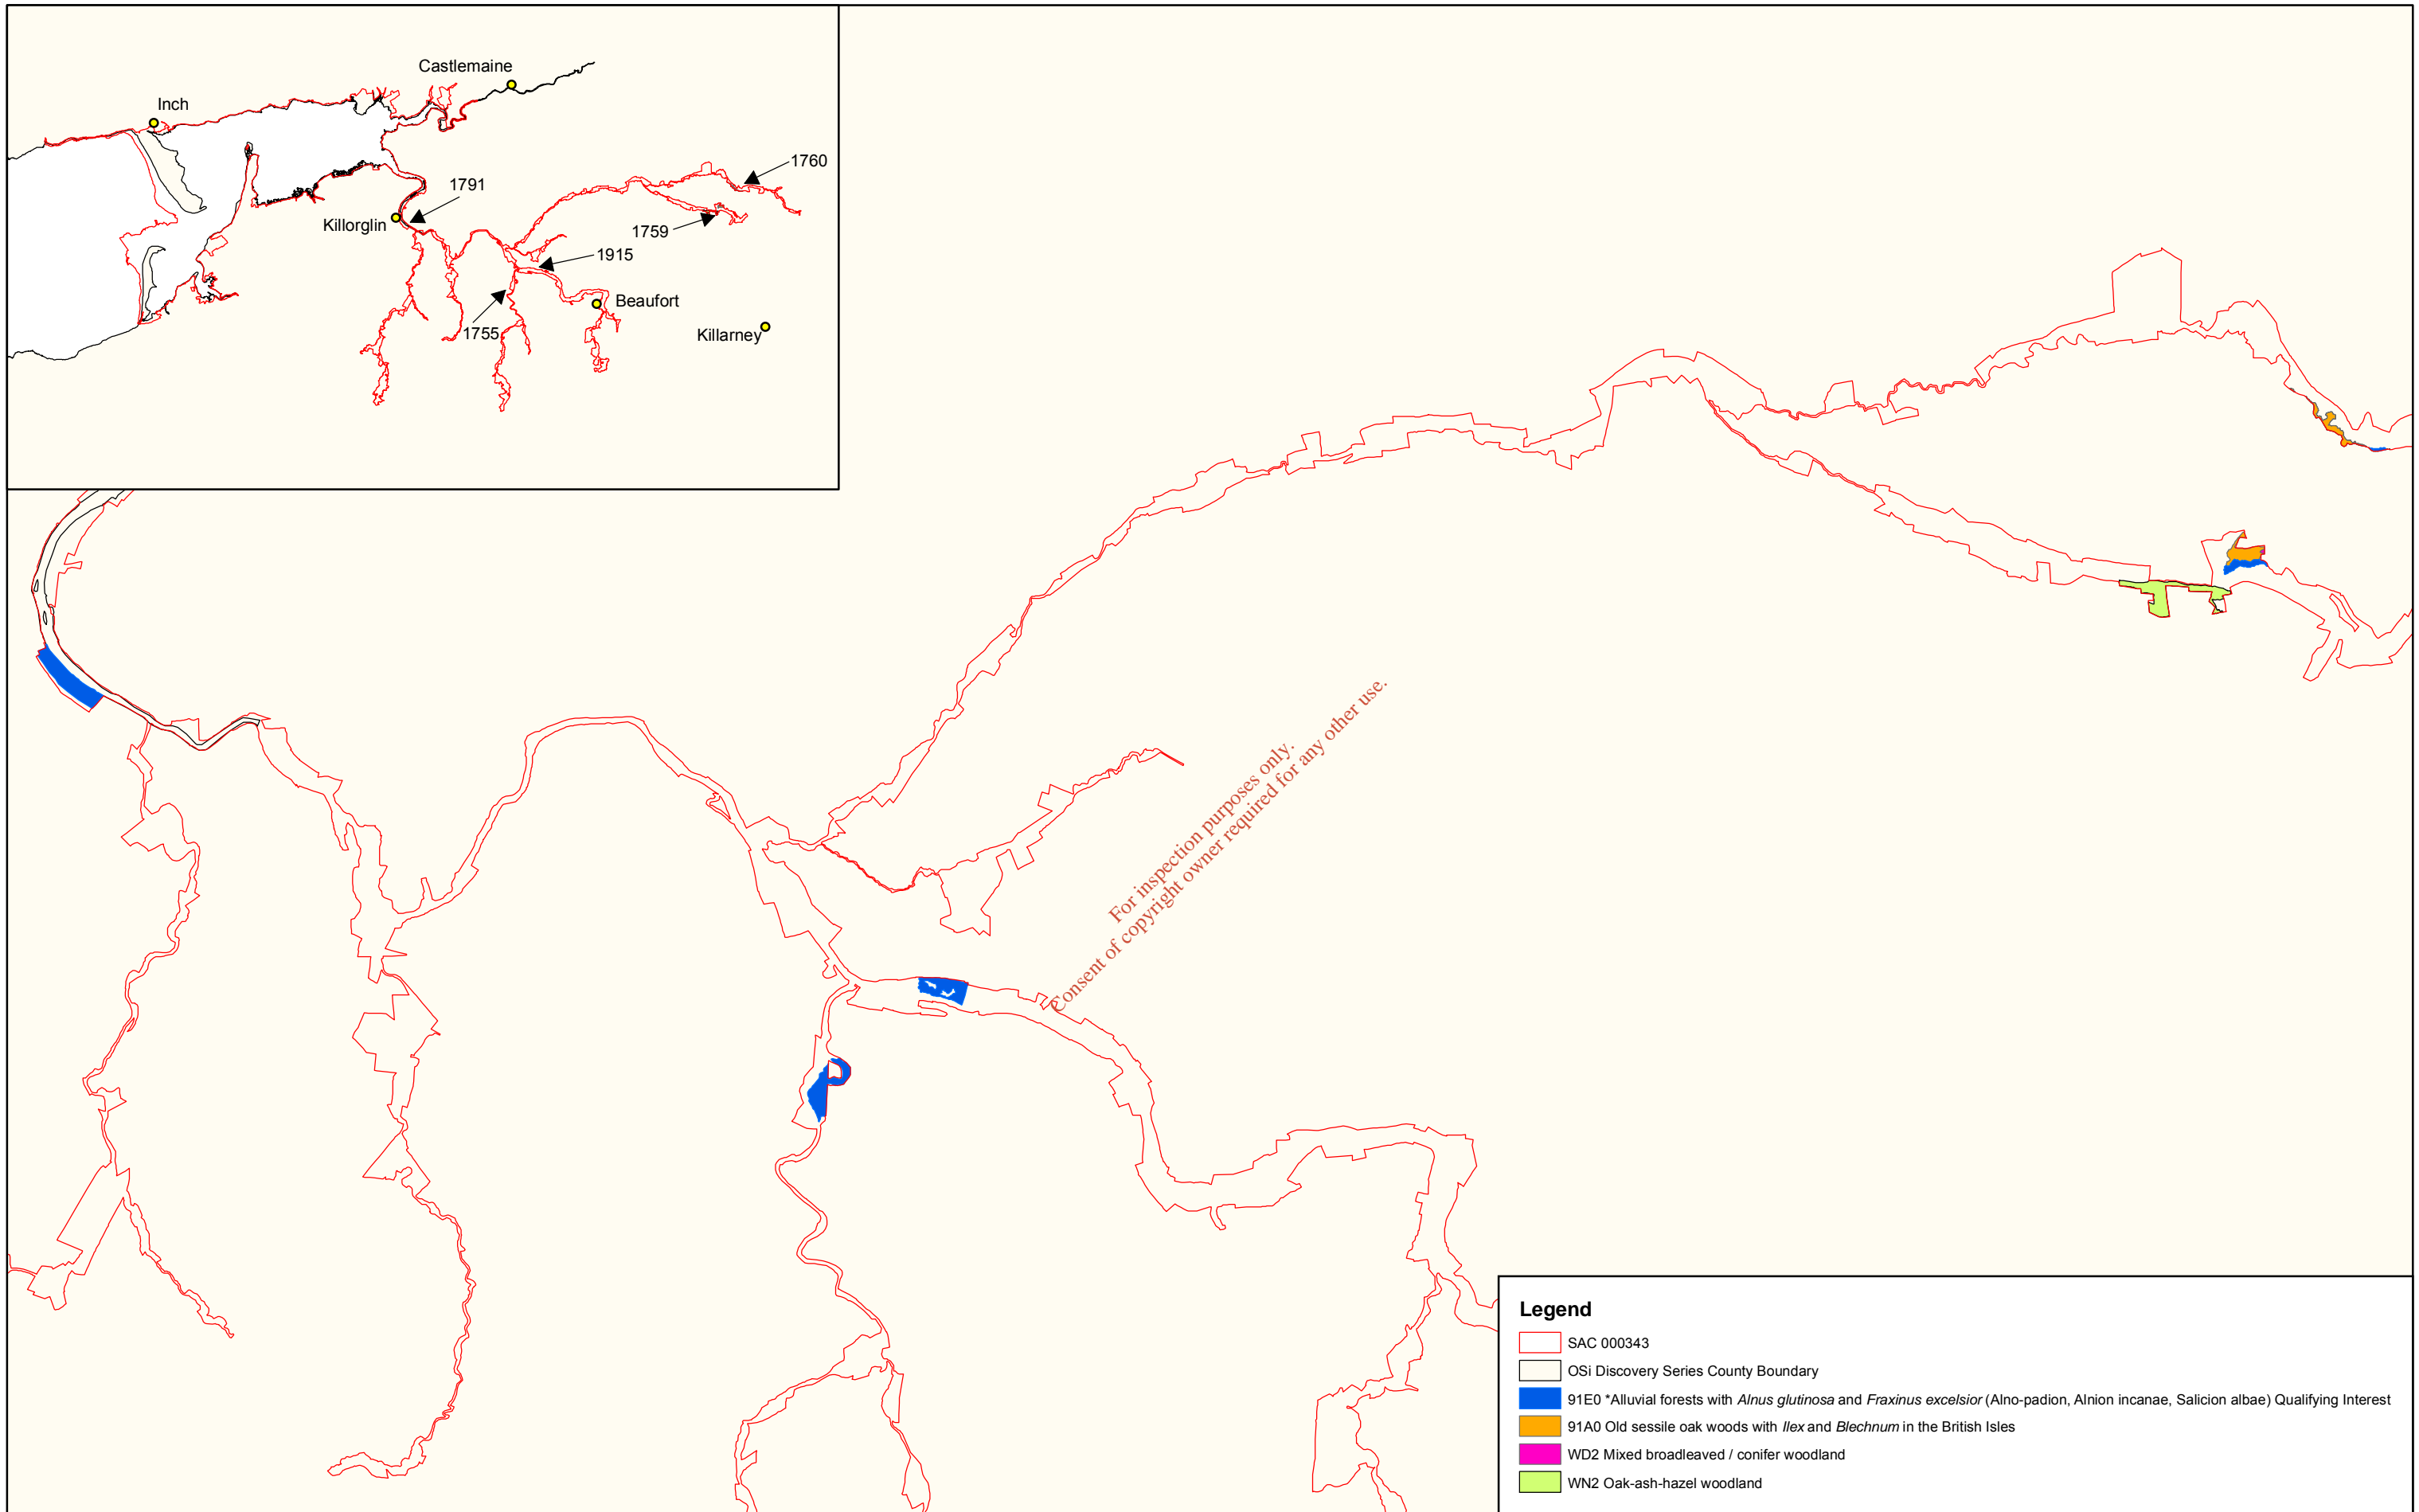 Castlemaine
Inch
1760
1791
Killorglin
1759
1915
Beaufort
1755
Killarney
For inspection purposes only.
Consent of copyright owner required for any other use.
Legend
SAC 000343
OSi Discovery Series County Boundary
91E0 *Alluvial forests with Alnus glutinosa and Fraxinus excelsior (Alno-padion, Alnion incanae, Salicion albae) Qualifying Interest
91A0 Old sessile oak woods with Ilex and Blechnum in the British Isles
WD2 Mixed broadleaved / conifer woodland
WN2 Oak-ash-hazel woodland